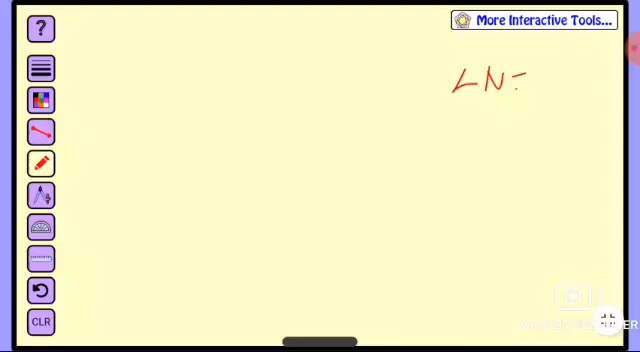 ?
More Interactive Tools...
∠N=
CLR